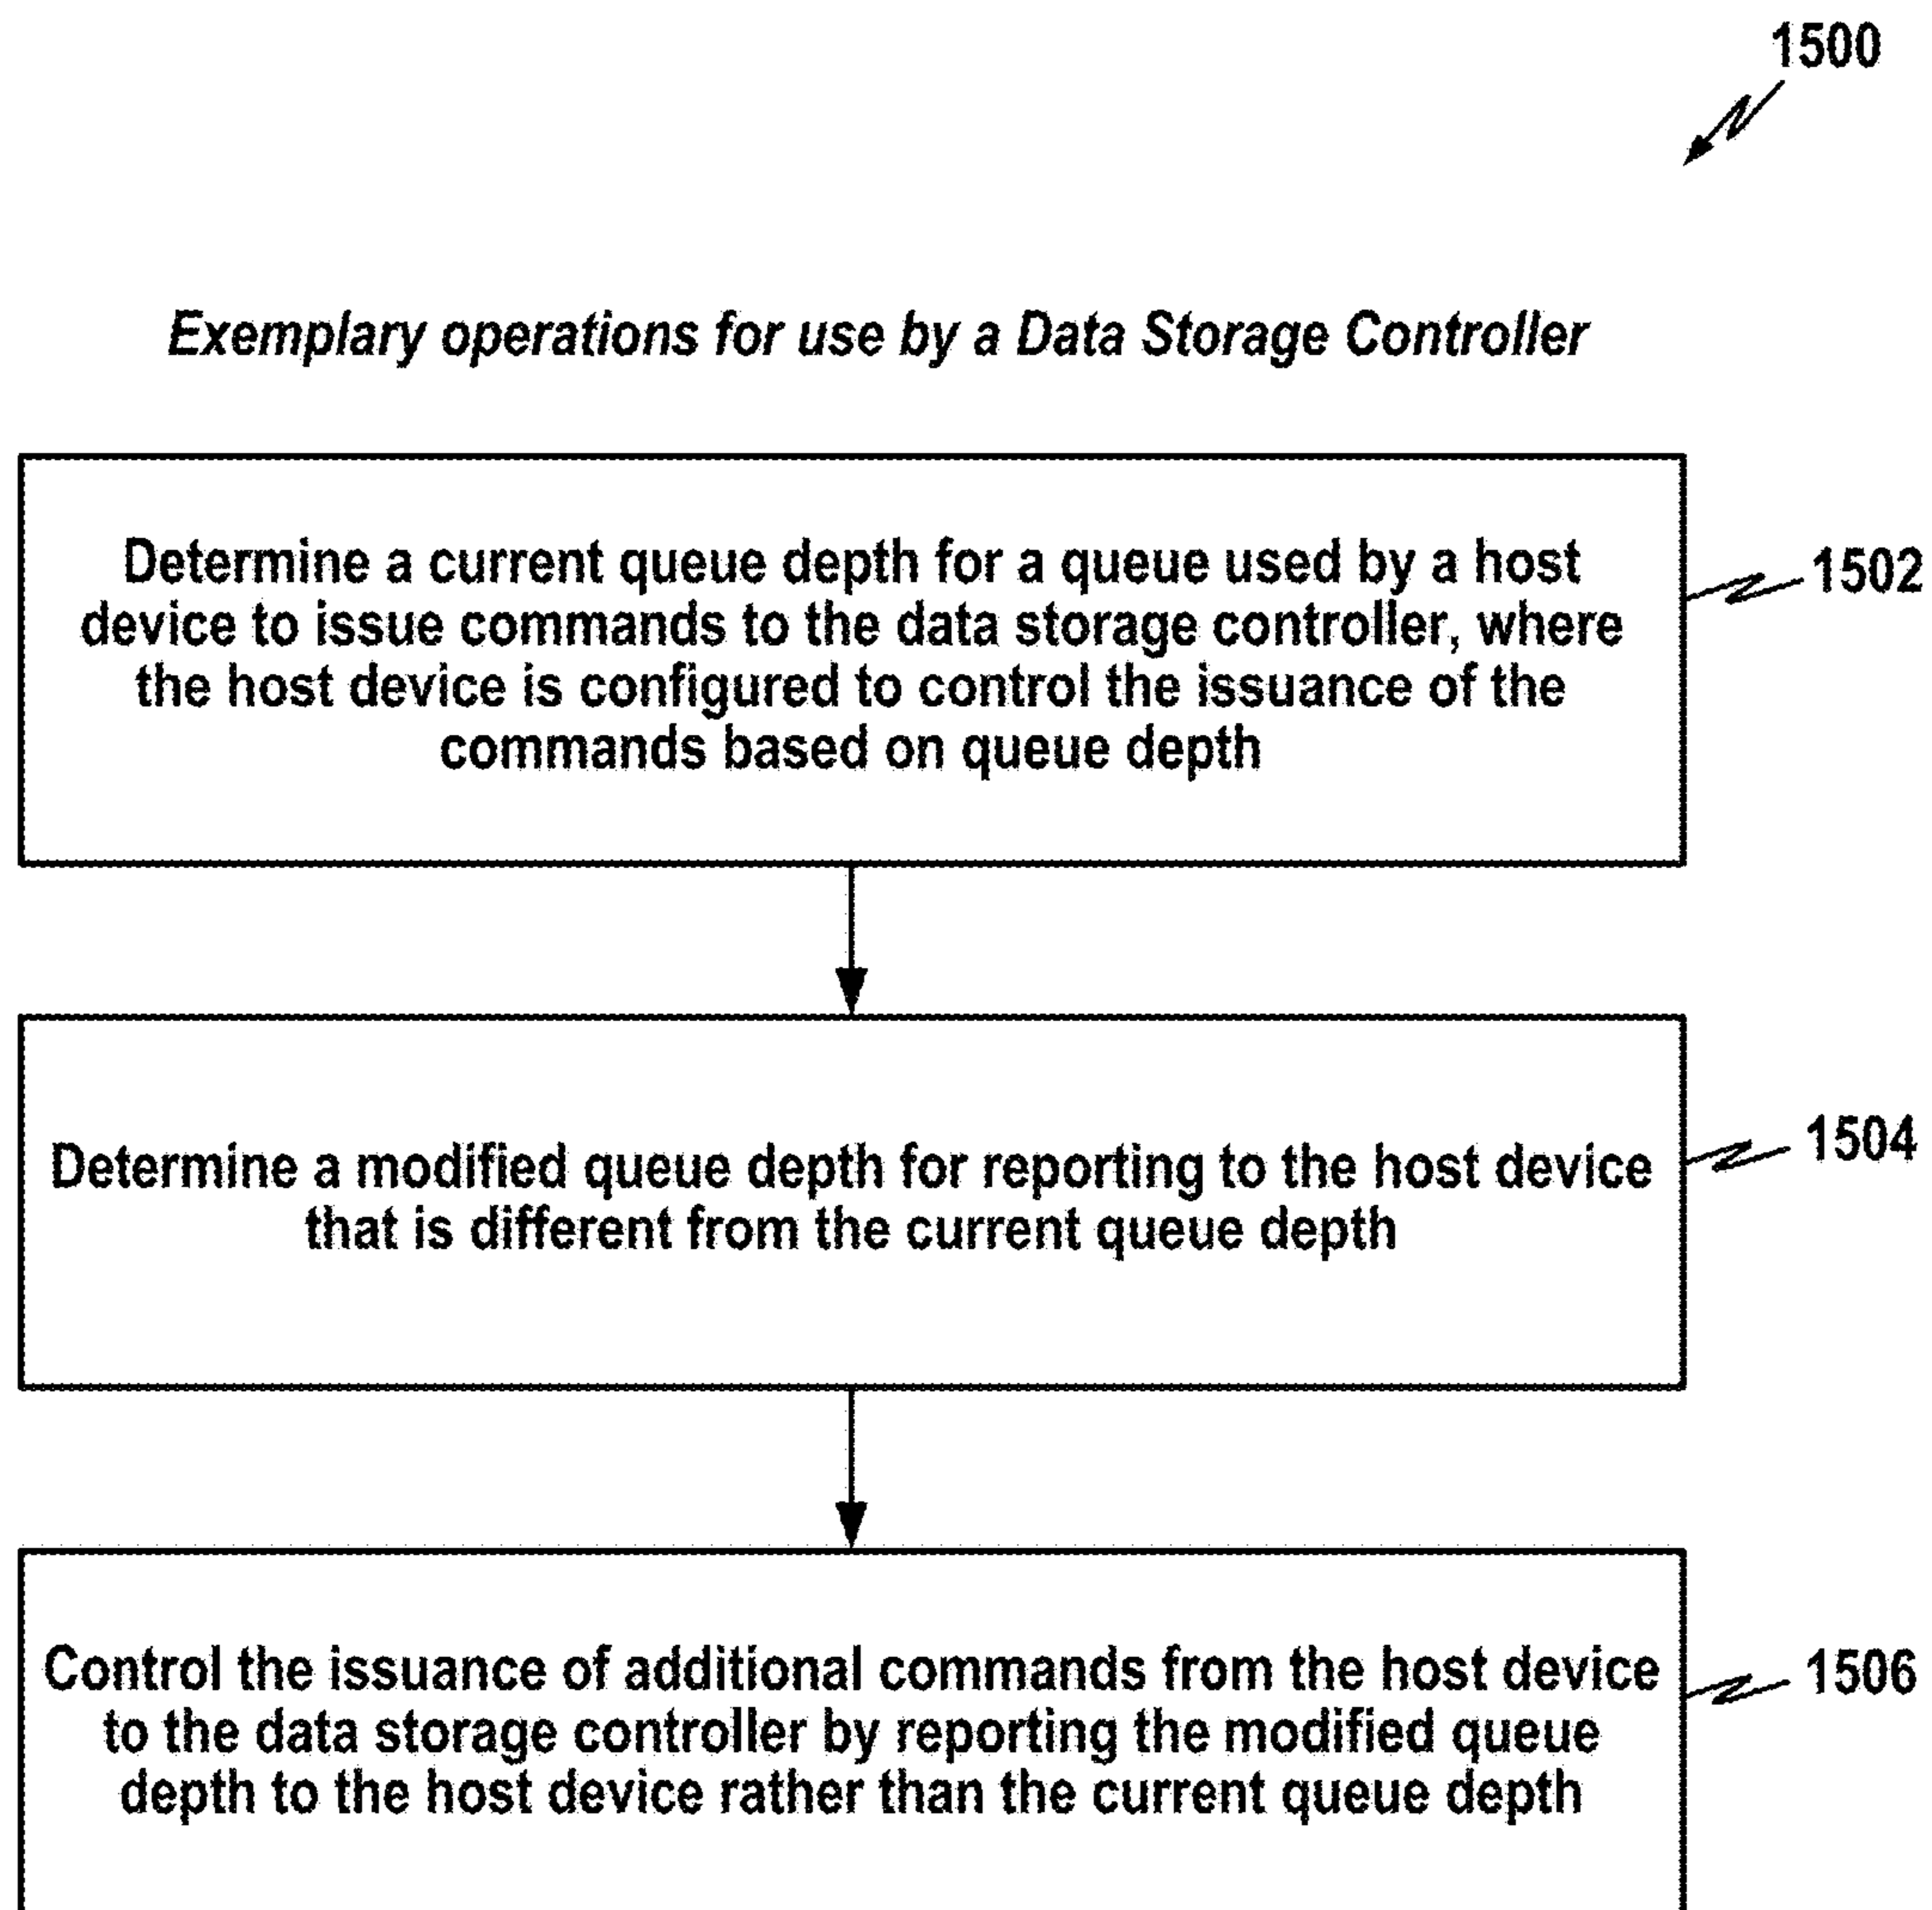 1500
Exemplary operations for use by a Data Storage Controller
Determine a current queue depth for a queue used by a host
device to issue commands to the data storage controller, where
the host device is configured to control the issuance of the
commands based on queue depth
1502
Determine a modified queue depth for reporting to the host device
that is different from the current queue depth
1504
Control the issuance of additional commands from the host device
to the data storage controller by reporting the modified queue
depth to the host device rather than the current queue depth
1506